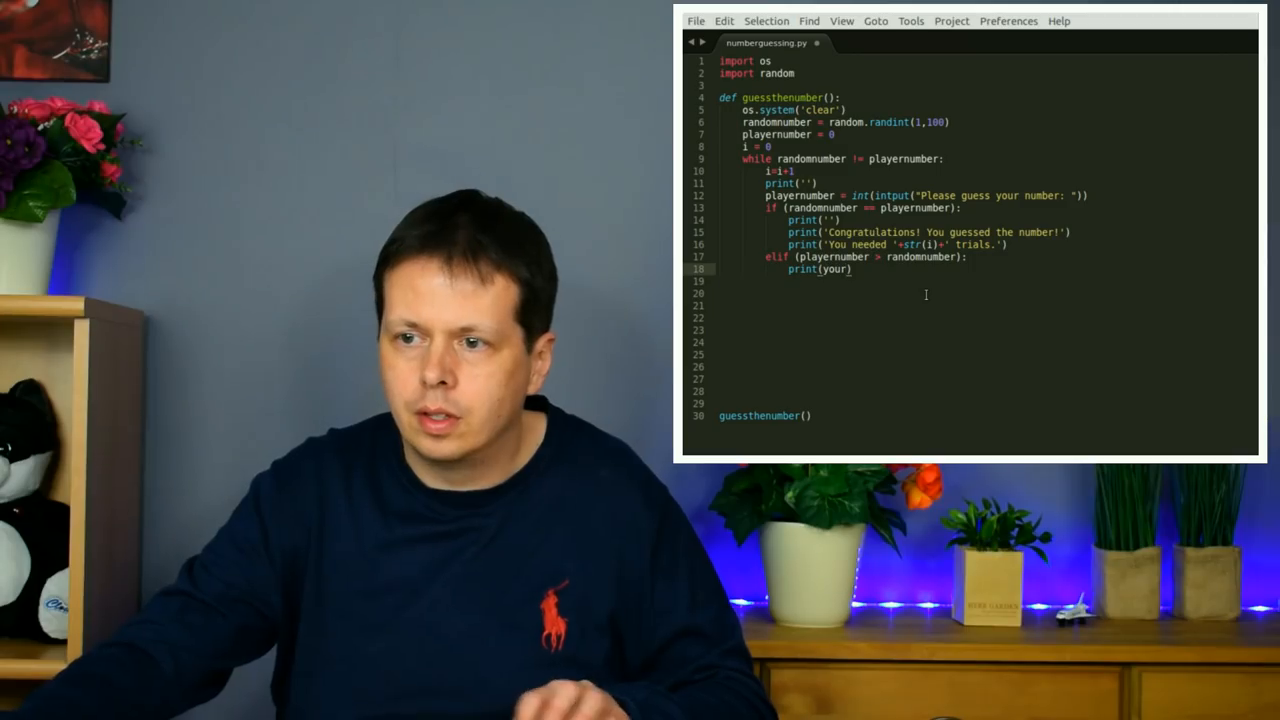 File Edit Selection Find View Goto Tools Project Preferences Help
numberguessing.py
1 import os
2 import random
3
4 def guessthenumber():
5 os.system('clear')
6 randomnumber = random.randint(1,100)
7 playernumber = 0
8 i = 0
9 while randomnumber != playernumber:
10 i=i+1
11 print('')
12 playernumber = int(intput("Please guess your number: "))
13 if (randomnumber == playernumber):
14 print('')
15 print('Congratulations! You guessed the number!')
16 print('You needed '+str(i)+' trials.')
17 elif (playernumber > randomnumber):
18 print(your)
19
20
21
22
23
24
25
26
27
28
29
30 guessthenumber()
HERB GARDEN